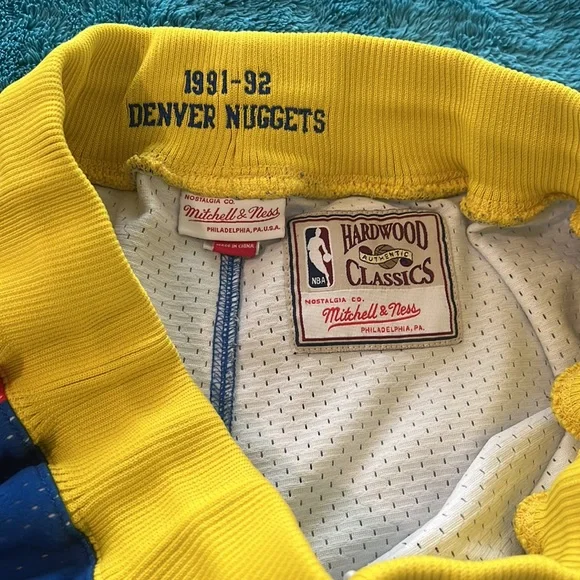 1991-92
DENVER NUGGETS
NOSTALGIA CO.
Mitchell & Ness
PHILADELPHIA, PA. U.S.A.
MADE IN CHINA
NBA
HARDWOOD
AUTHENTIC
CLASSICS
NOSTALGIA CO.
Mitchell & Ness
PHILADELPHIA, PA.